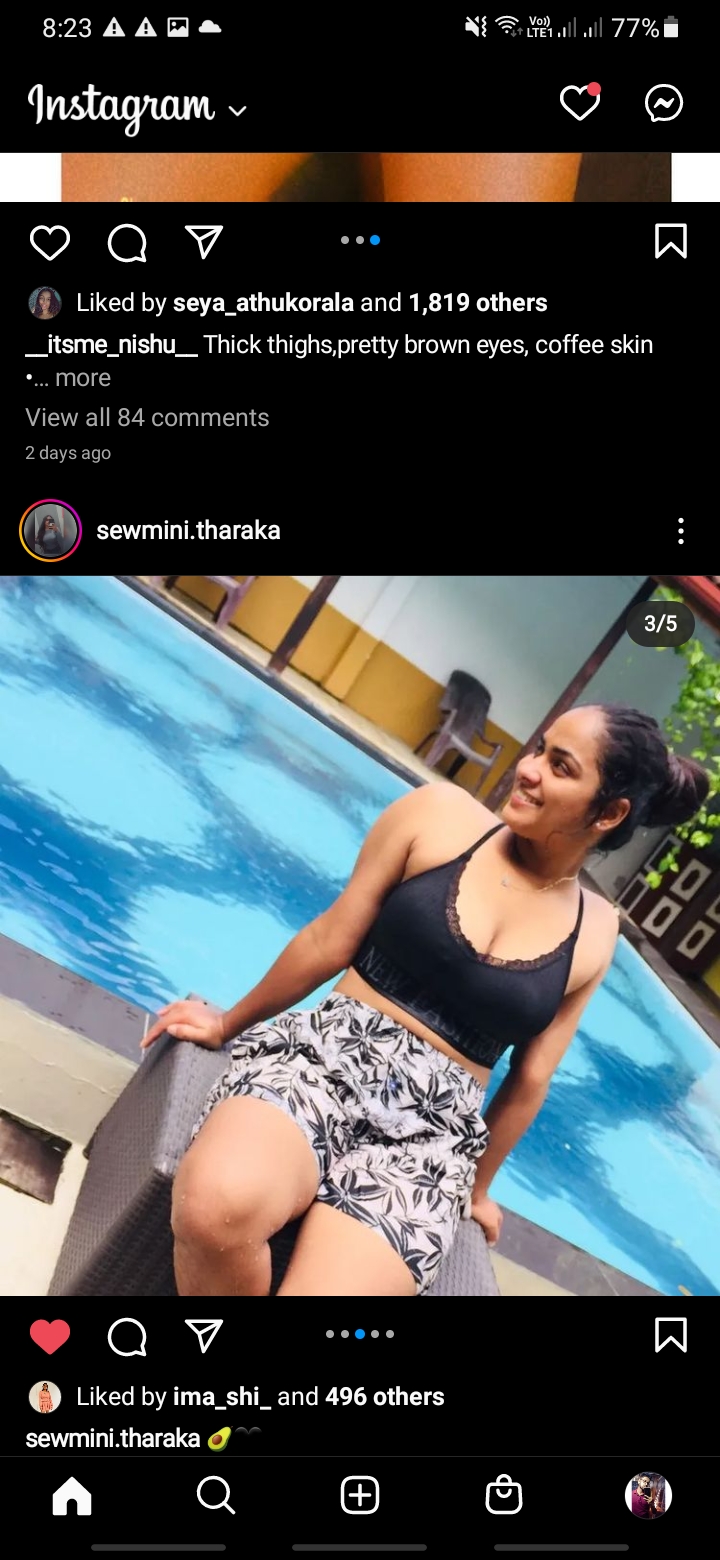 8:23 Vo)) LTE1 77%
Instagram
Liked by seya_athukorala and 1,819 others
__itsme_nishu__ Thick thighs,pretty brown eyes, coffee skin
•... more
View all 84 comments
2 days ago
sewmini.tharaka
3/5
NEW FASHION
Liked by ima_shi_ and 496 others
sewmini.tharaka 🥑🖤